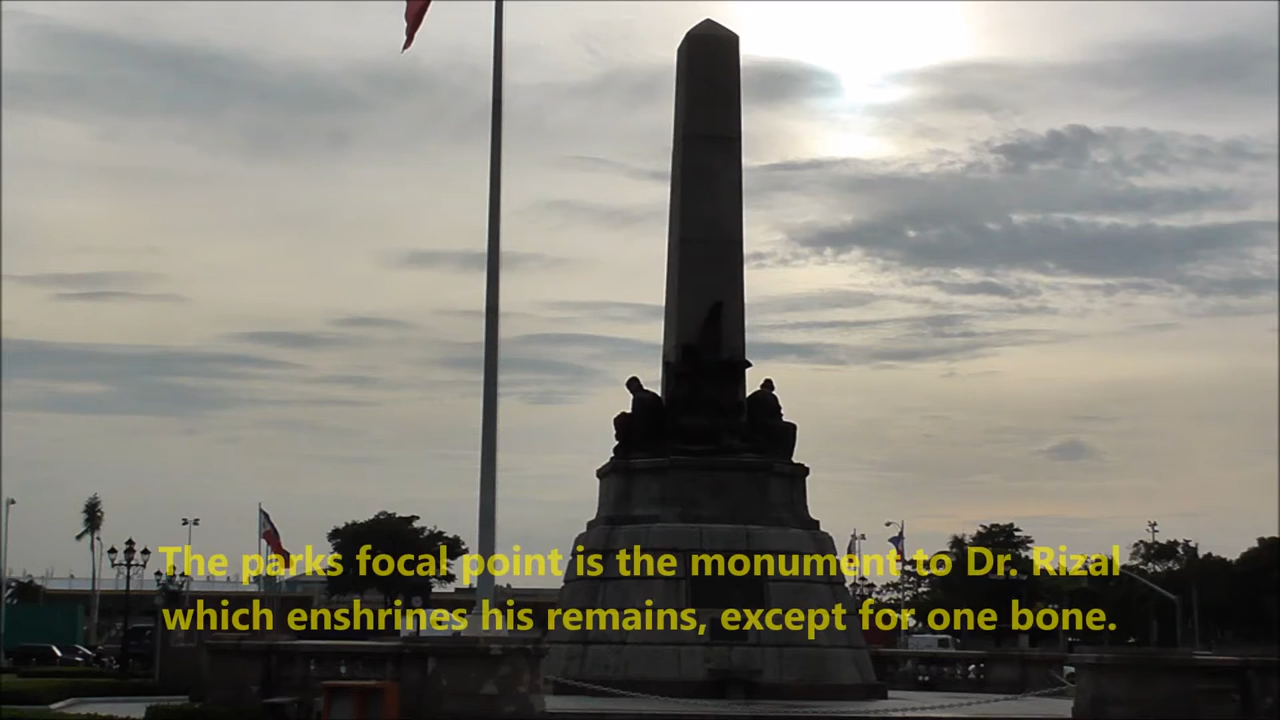 The parks focal point is the monument to Dr. Rizal
which enshrines his remains, except for one bone.